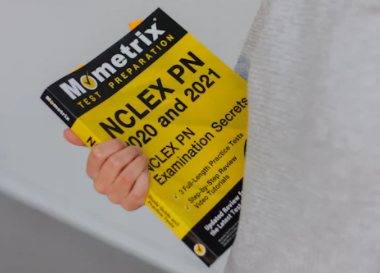 Mometrix
TEST PREPARATION
NCLEX PN
2020 and 2021
NCLEX PN
Examination Secrets
3 Full-Length Practice Tests
Step-by-Step Review
Video Tutorials
Updated Review for
the Latest Test
Mometrix